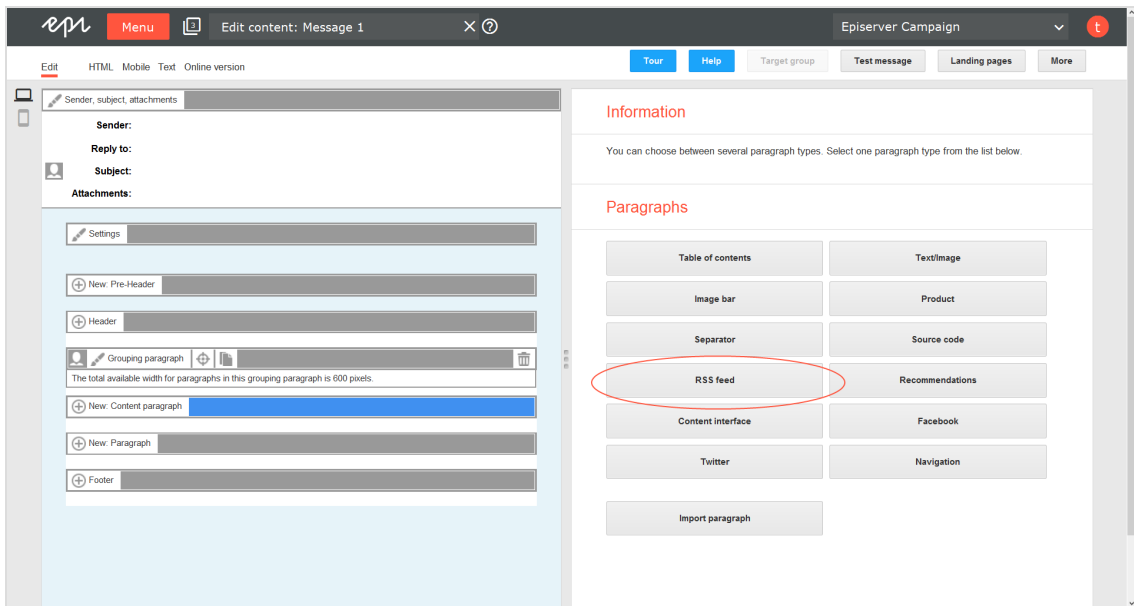 epi Menu 3 Edit content: Message 1 Episerver Campaign t
Edit HTML Mobile Text Online version Tour Help Target group Test message Landing pages More
Sender, subject, attachments
Sender:
Reply to:
Subject:
Attachments:
Settings
New: Pre-Header
Header
Grouping paragraph
The total available width for paragraphs in this grouping paragraph is 600 pixels.
New: Content paragraph
New: Paragraph
Footer
Information
You can choose between several paragraph types. Select one paragraph type from the list below.
Paragraphs
Table of contents Text/Image
Image bar Product
Separator Source code
RSS feed Recommendations
Content interface Facebook
Twitter Navigation
Import paragraph